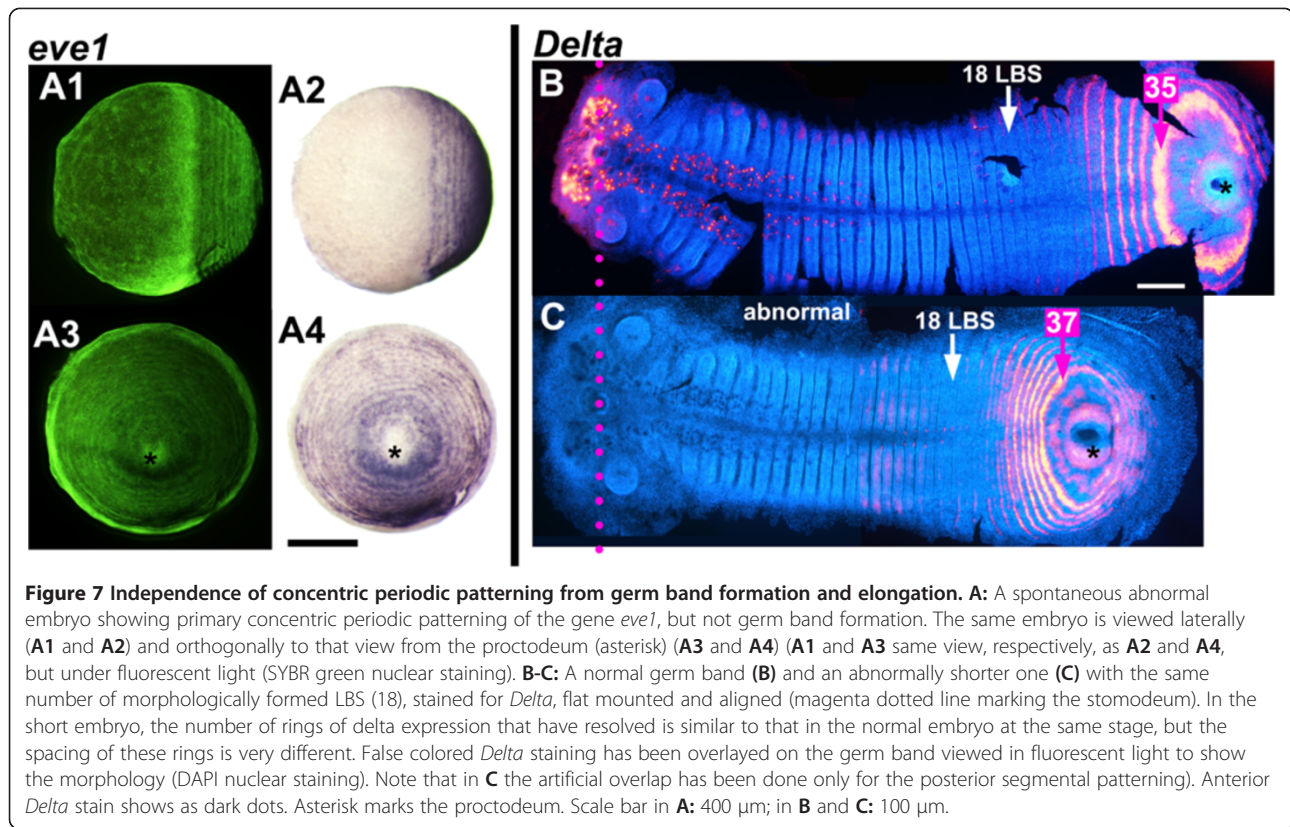 eve1
Delta
A1
A2
B
18 LBS
35
*
A3
A4
C
abnormal
18 LBS
37
*
*
*
Figure 7 Independence of concentric periodic patterning from germ band formation and elongation. A: A spontaneous abnormal
embryo showing primary concentric periodic patterning of the gene eve1, but not germ band formation. The same embryo is viewed laterally
(A1 and A2) and orthogonally to that view from the proctodeum (asterisk) (A3 and A4) (A1 and A3 same view, respectively, as A2 and A4,
but under fluorescent light (SYBR green nuclear staining). B-C: A normal germ band (B) and an abnormally shorter one (C) with the same
number of morphologically formed LBS (18), stained for Delta, flat mounted and aligned (magenta dotted line marking the stomodeum). In the
short embryo, the number of rings of delta expression that have resolved is similar to that in the normal embryo at the same stage, but the
spacing of these rings is very different. False colored Delta staining has been overlayed on the germ band viewed in fluorescent light to show
the morphology (DAPI nuclear staining). Note that in C the artificial overlap has been done only for the posterior segmental patterning). Anterior
Delta stain shows as dark dots. Asterisk marks the proctodeum. Scale bar in A: 400 μm; in B and C: 100 μm.